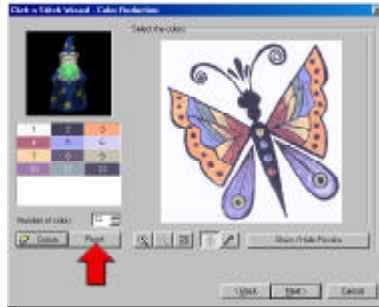 Click n Stitch Wizard - Color Reduction
Select the colors:
1 2 3
4 5 6
7 8 9
10 11 12
Number of colors: 12
Reset
Show / Hide Preview
< Back Next > Cancel